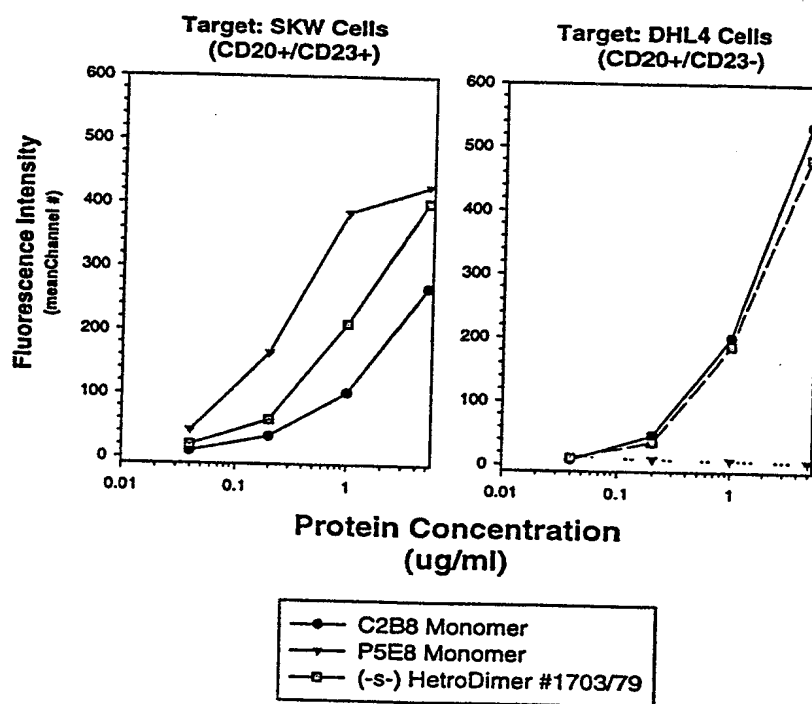 Target: SKW Cells
(CD20+/CD23+)
Target: DHL4 Cells
(CD20+/CD23-)
Fluorescence Intensity
(meanChannel #)
600
500
400
300
200
100
0
0.01
0.1
1
600
500
400
300
200
100
0
0.01
0.1
1
Protein Concentration
(ug/ml)
C2B8 Monomer
P5E8 Monomer
(-s-) HetroDimer #1703/79